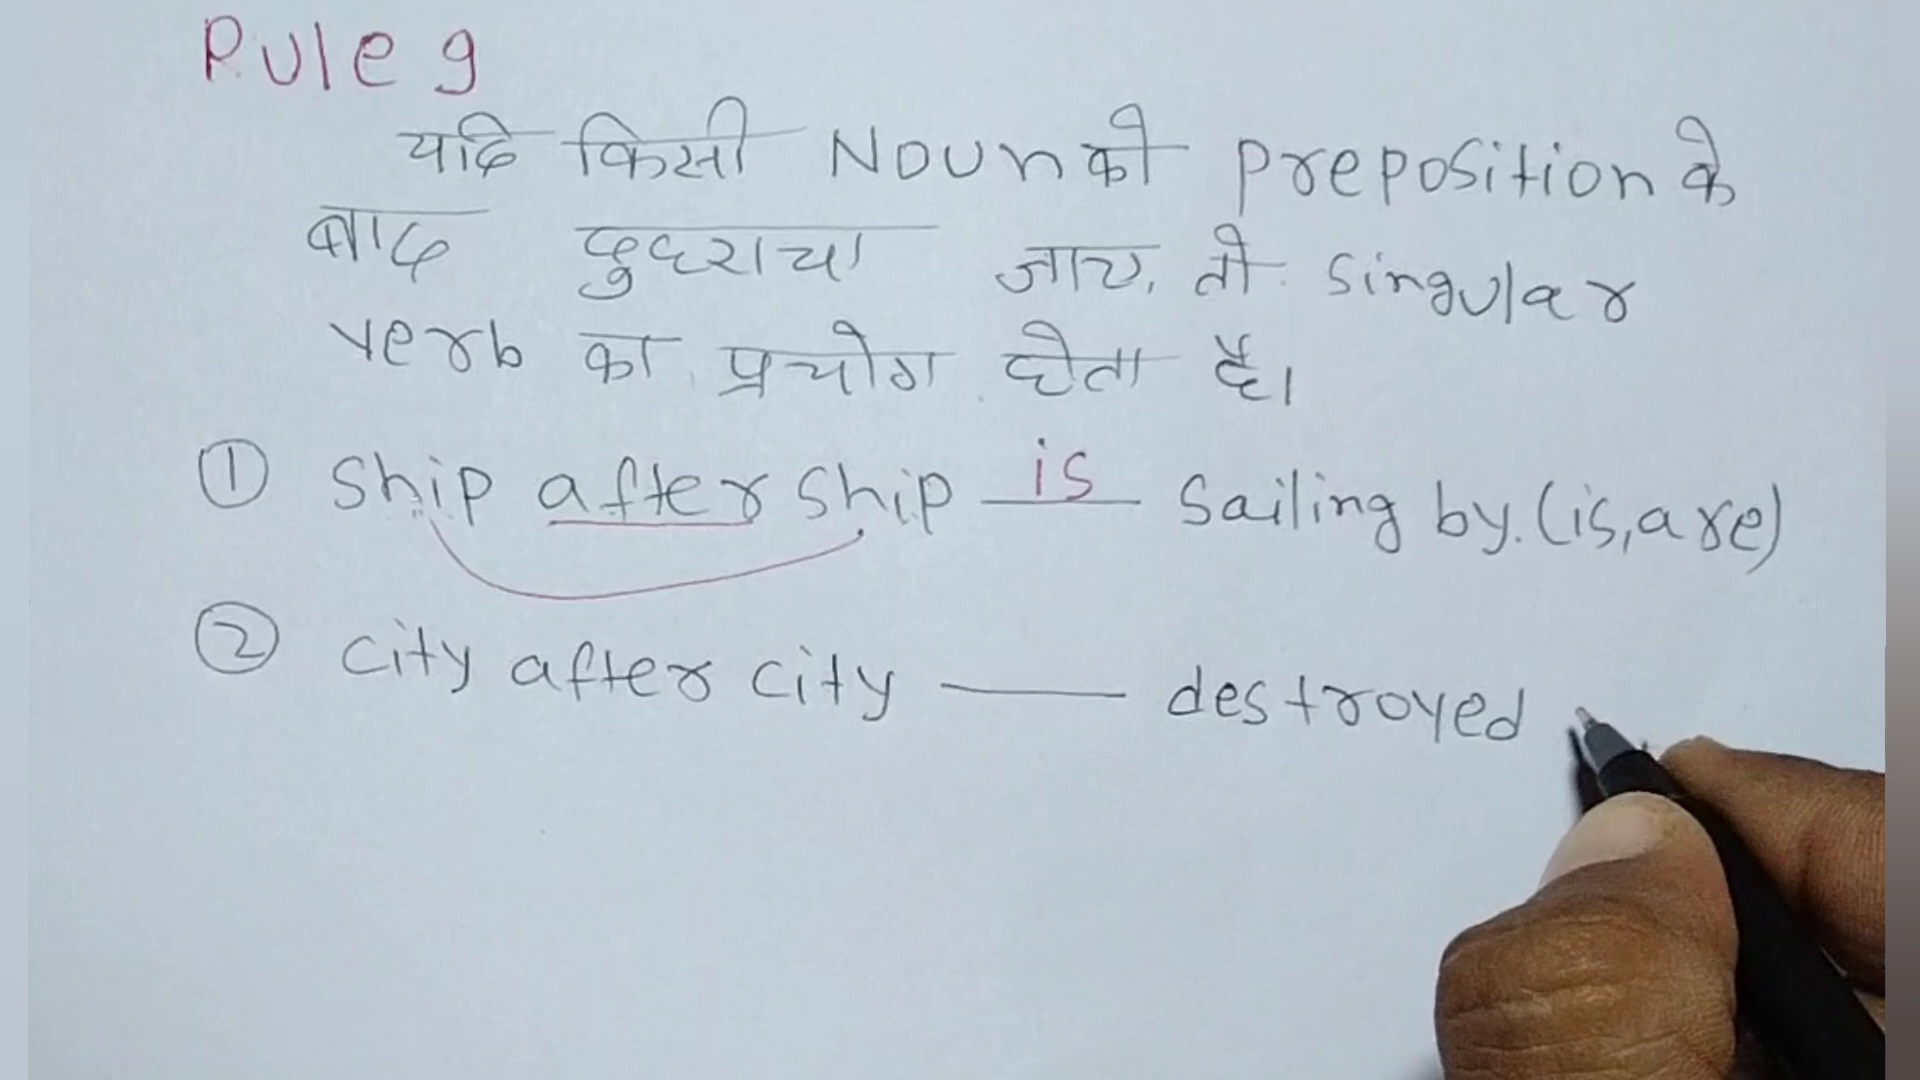 Rule 9
यदि किसी Noun को preposition के
बाद दुहराया जाय, तो singular
verb का प्रयोग होता है।
① Ship after ship is Sailing by. (is, are)
② city after city ___ destroyed